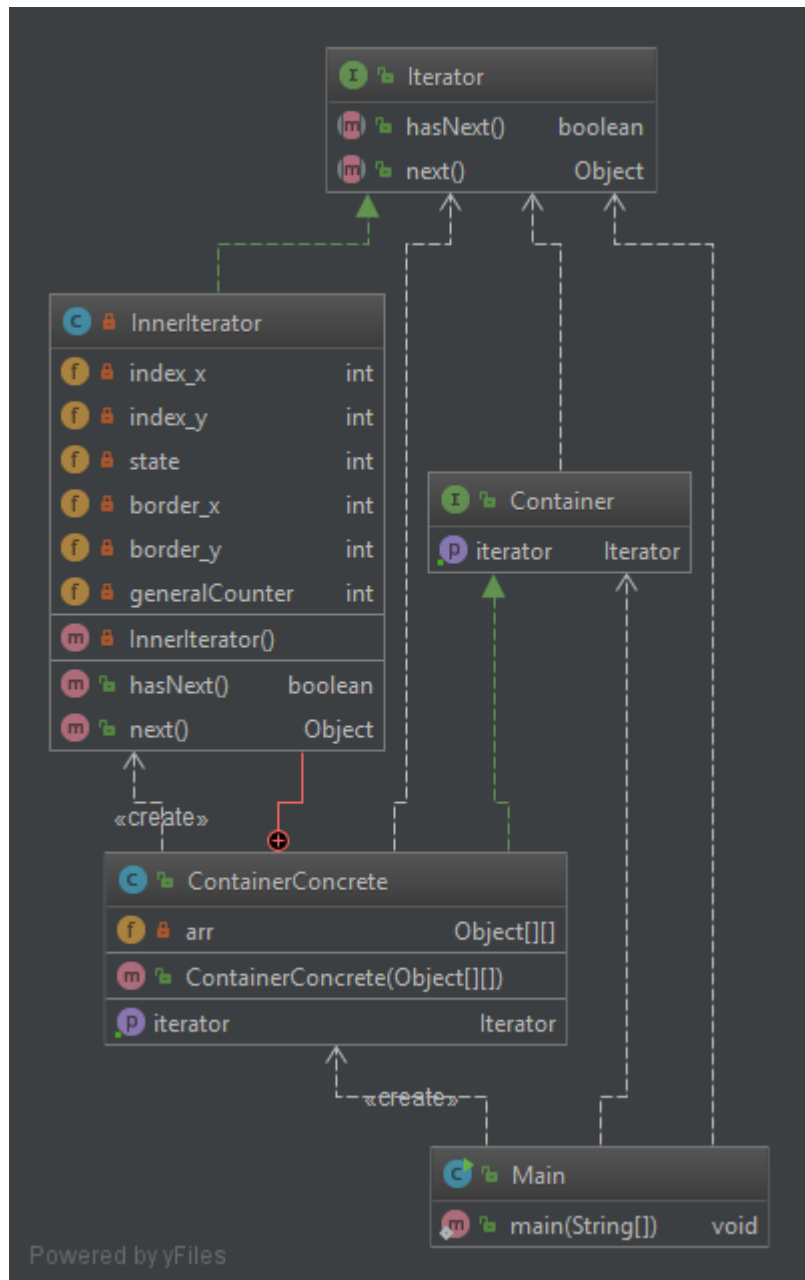 Iterator
hasNext() boolean
next() Object
InnerIterator
index_x int
index_y int
state int
border_x int
border_y int
generalCounter int
InnerIterator()
hasNext() boolean
next() Object
Container
iterator Iterator
«create»
ContainerConcrete
arr Object[][]
ContainerConcrete(Object[][])
iterator Iterator
«create»
Main
main(String[]) void
Powered by yFiles